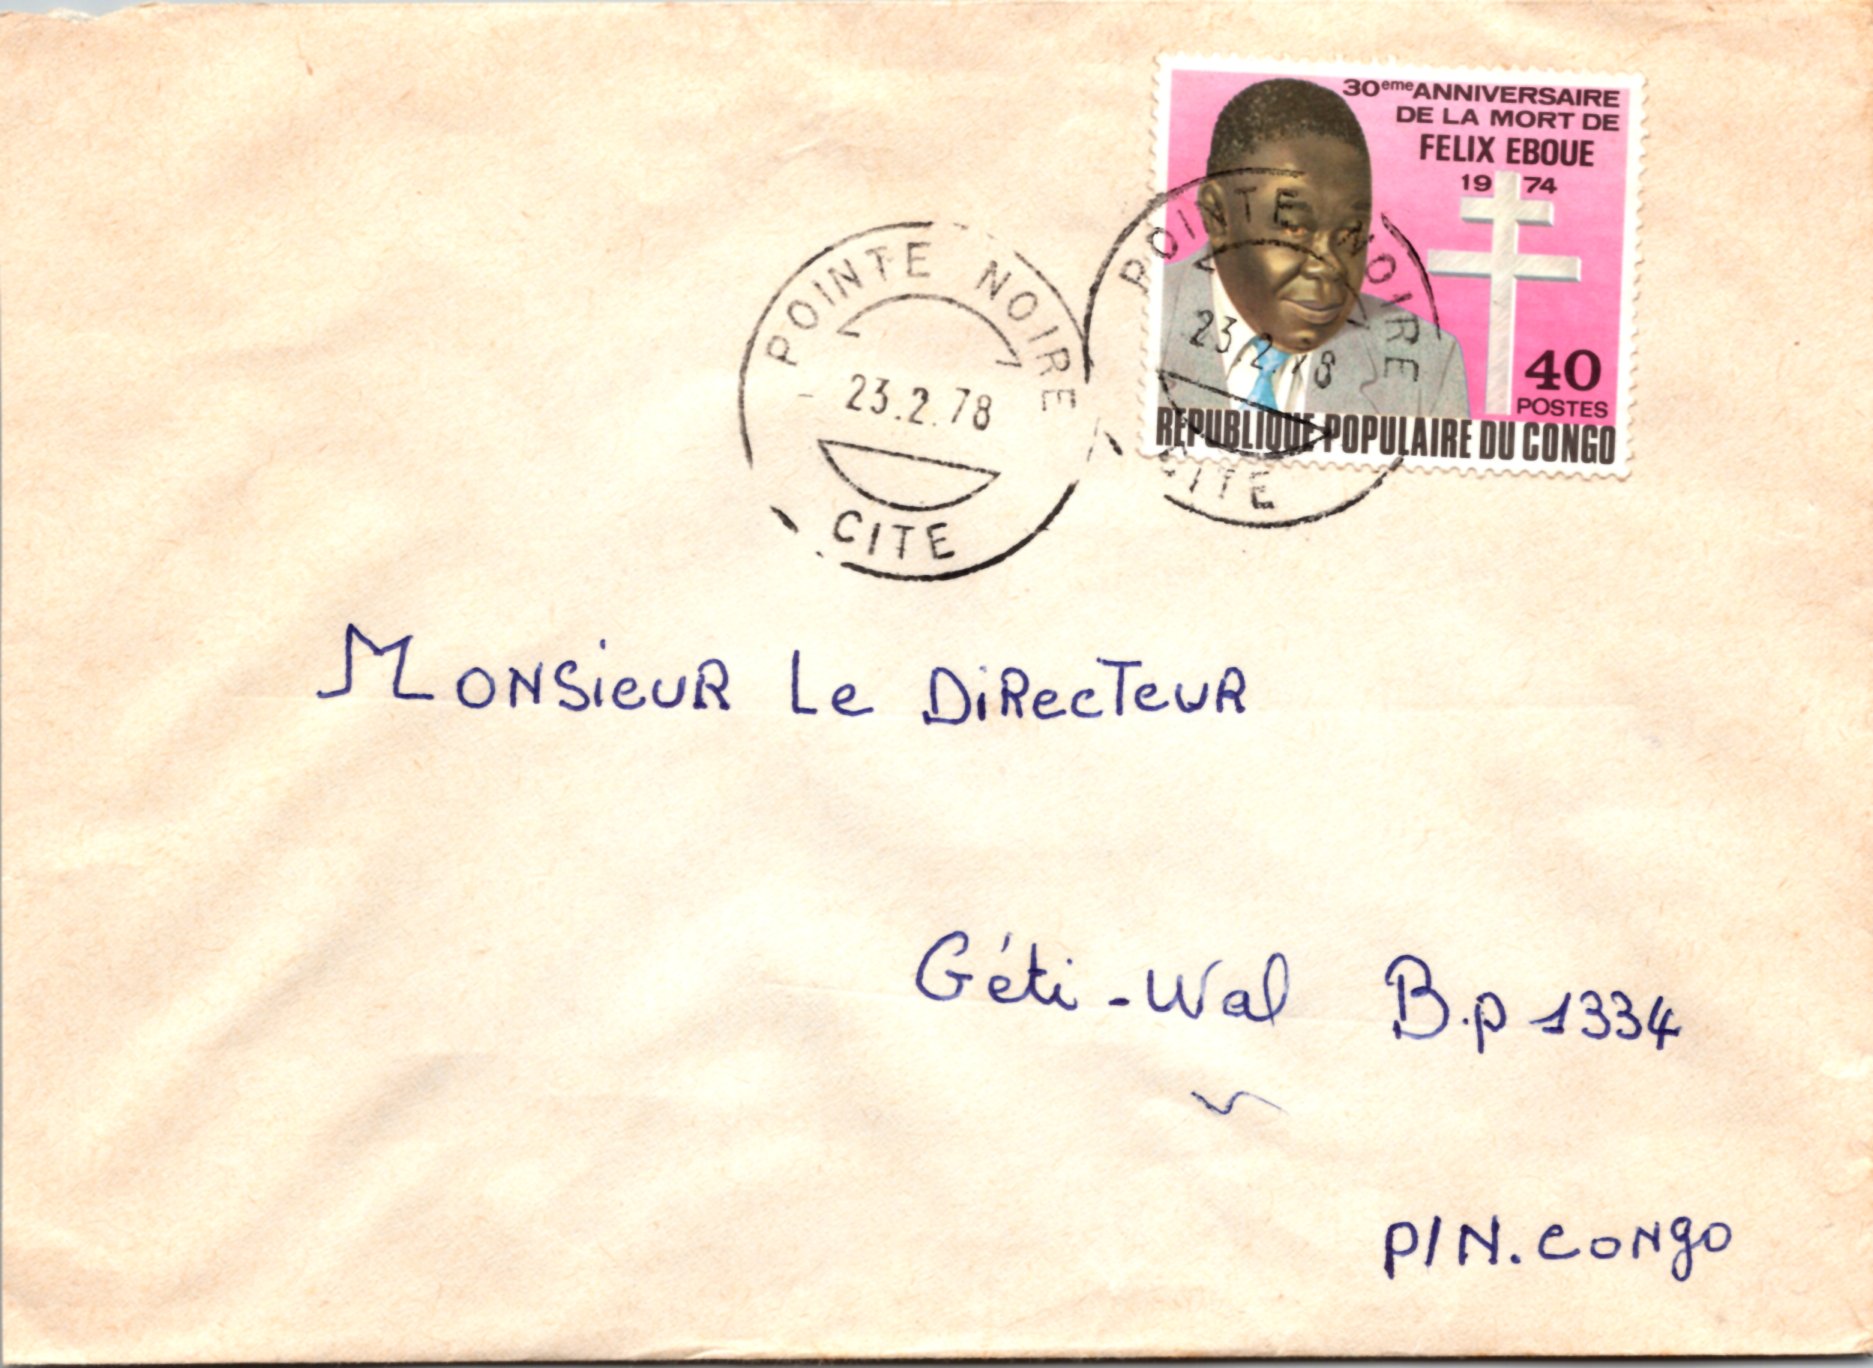 30eme ANNIVERSAIRE
DE LA MORT DE
FELIX EBOUE
1974
40
POSTES
REPUBLIQUE POPULAIRE DU CONGO
POINTE NOIRE
23.2.78
CITE
POINTE NOIRE
23.2.78
CITE
MONSieUR Le DiRecTeUR
Géti-Wal B.p 1334
P/N.CoNgo